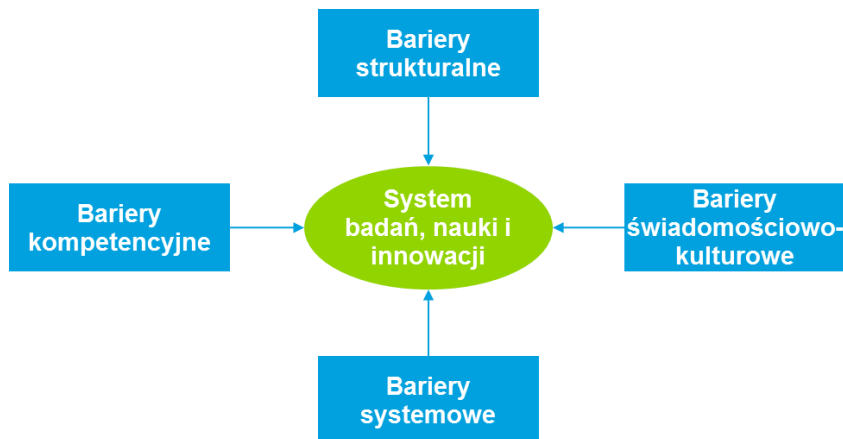 Bariery
strukturalne
Bariery
kompetencyjne
System
badań, nauki i
innowacji
Bariery
świadomościowo-
kulturowe
Bariery
systemowe